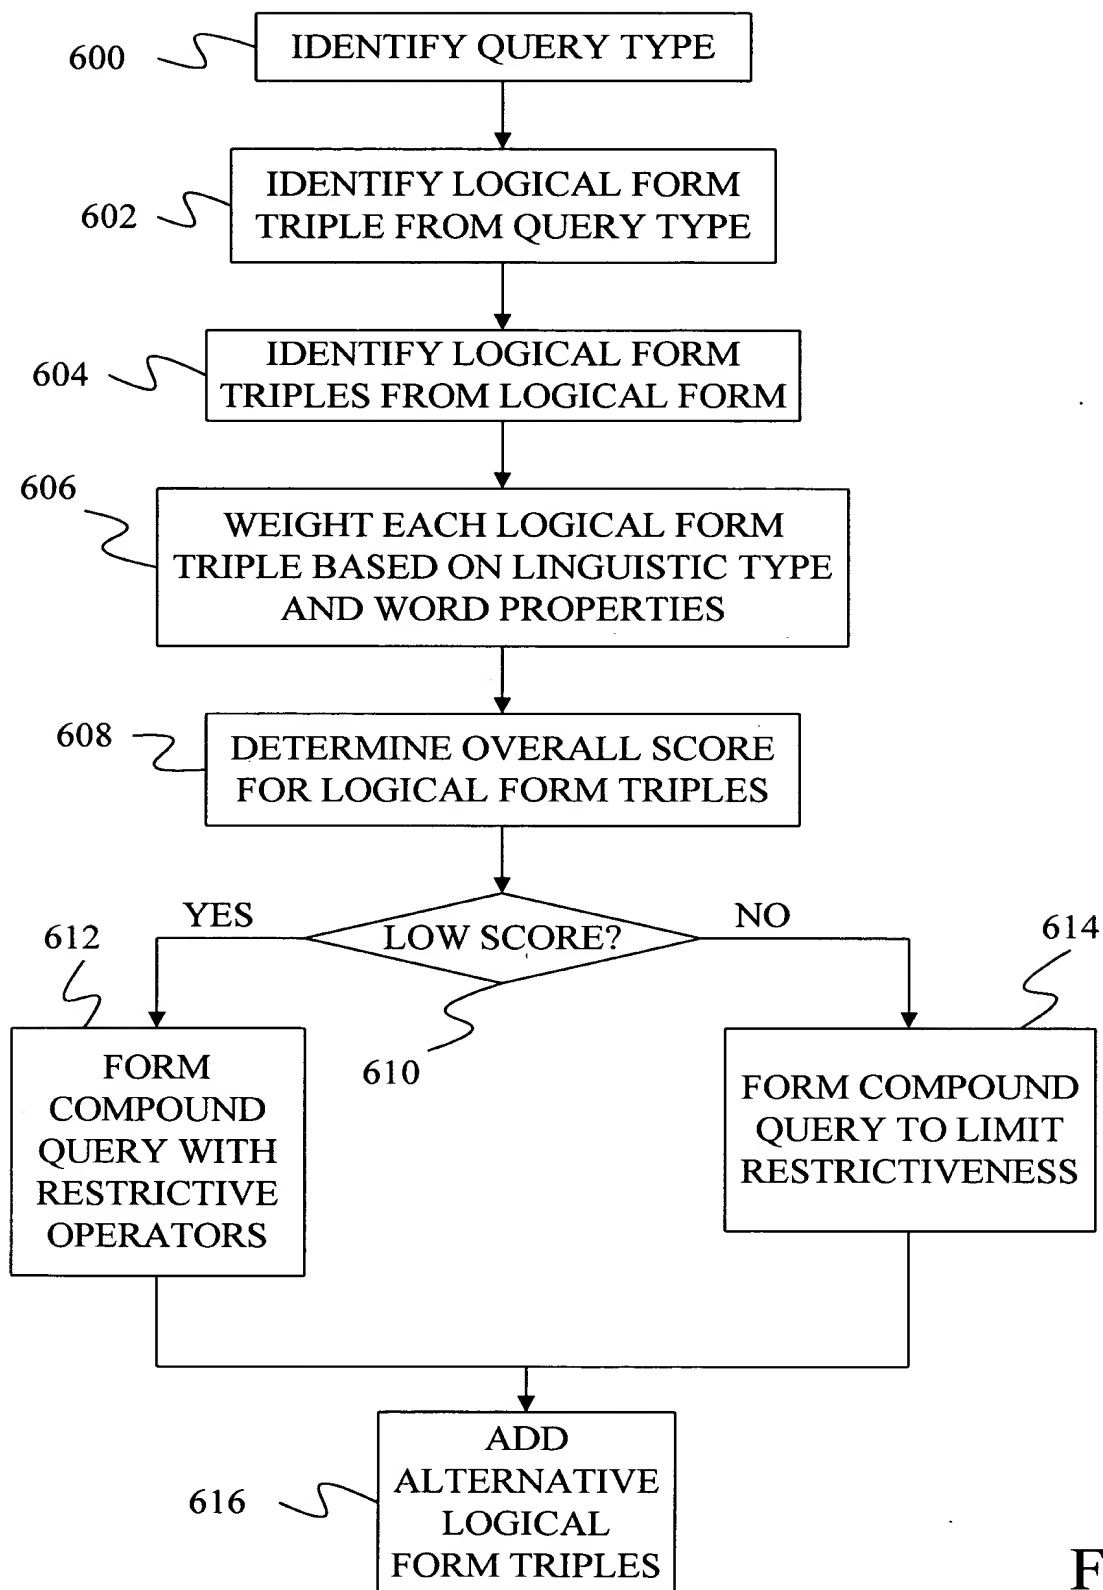 600
IDENTIFY QUERY TYPE
602
IDENTIFY LOGICAL FORM
TRIPLE FROM QUERY TYPE
604
IDENTIFY LOGICAL FORM
TRIPLES FROM LOGICAL FORM
606
WEIGHT EACH LOGICAL FORM
TRIPLE BASED ON LINGUISTIC TYPE
AND WORD PROPERTIES
608
DETERMINE OVERALL SCORE
FOR LOGICAL FORM TRIPLES
YES
LOW SCORE?
NO
610
612
FORM
COMPOUND
QUERY WITH
RESTRICTIVE
OPERATORS
614
FORM COMPOUND
QUERY TO LIMIT
RESTRICTIVENESS
616
ADD
ALTERNATIVE
LOGICAL
FORM TRIPLES
F